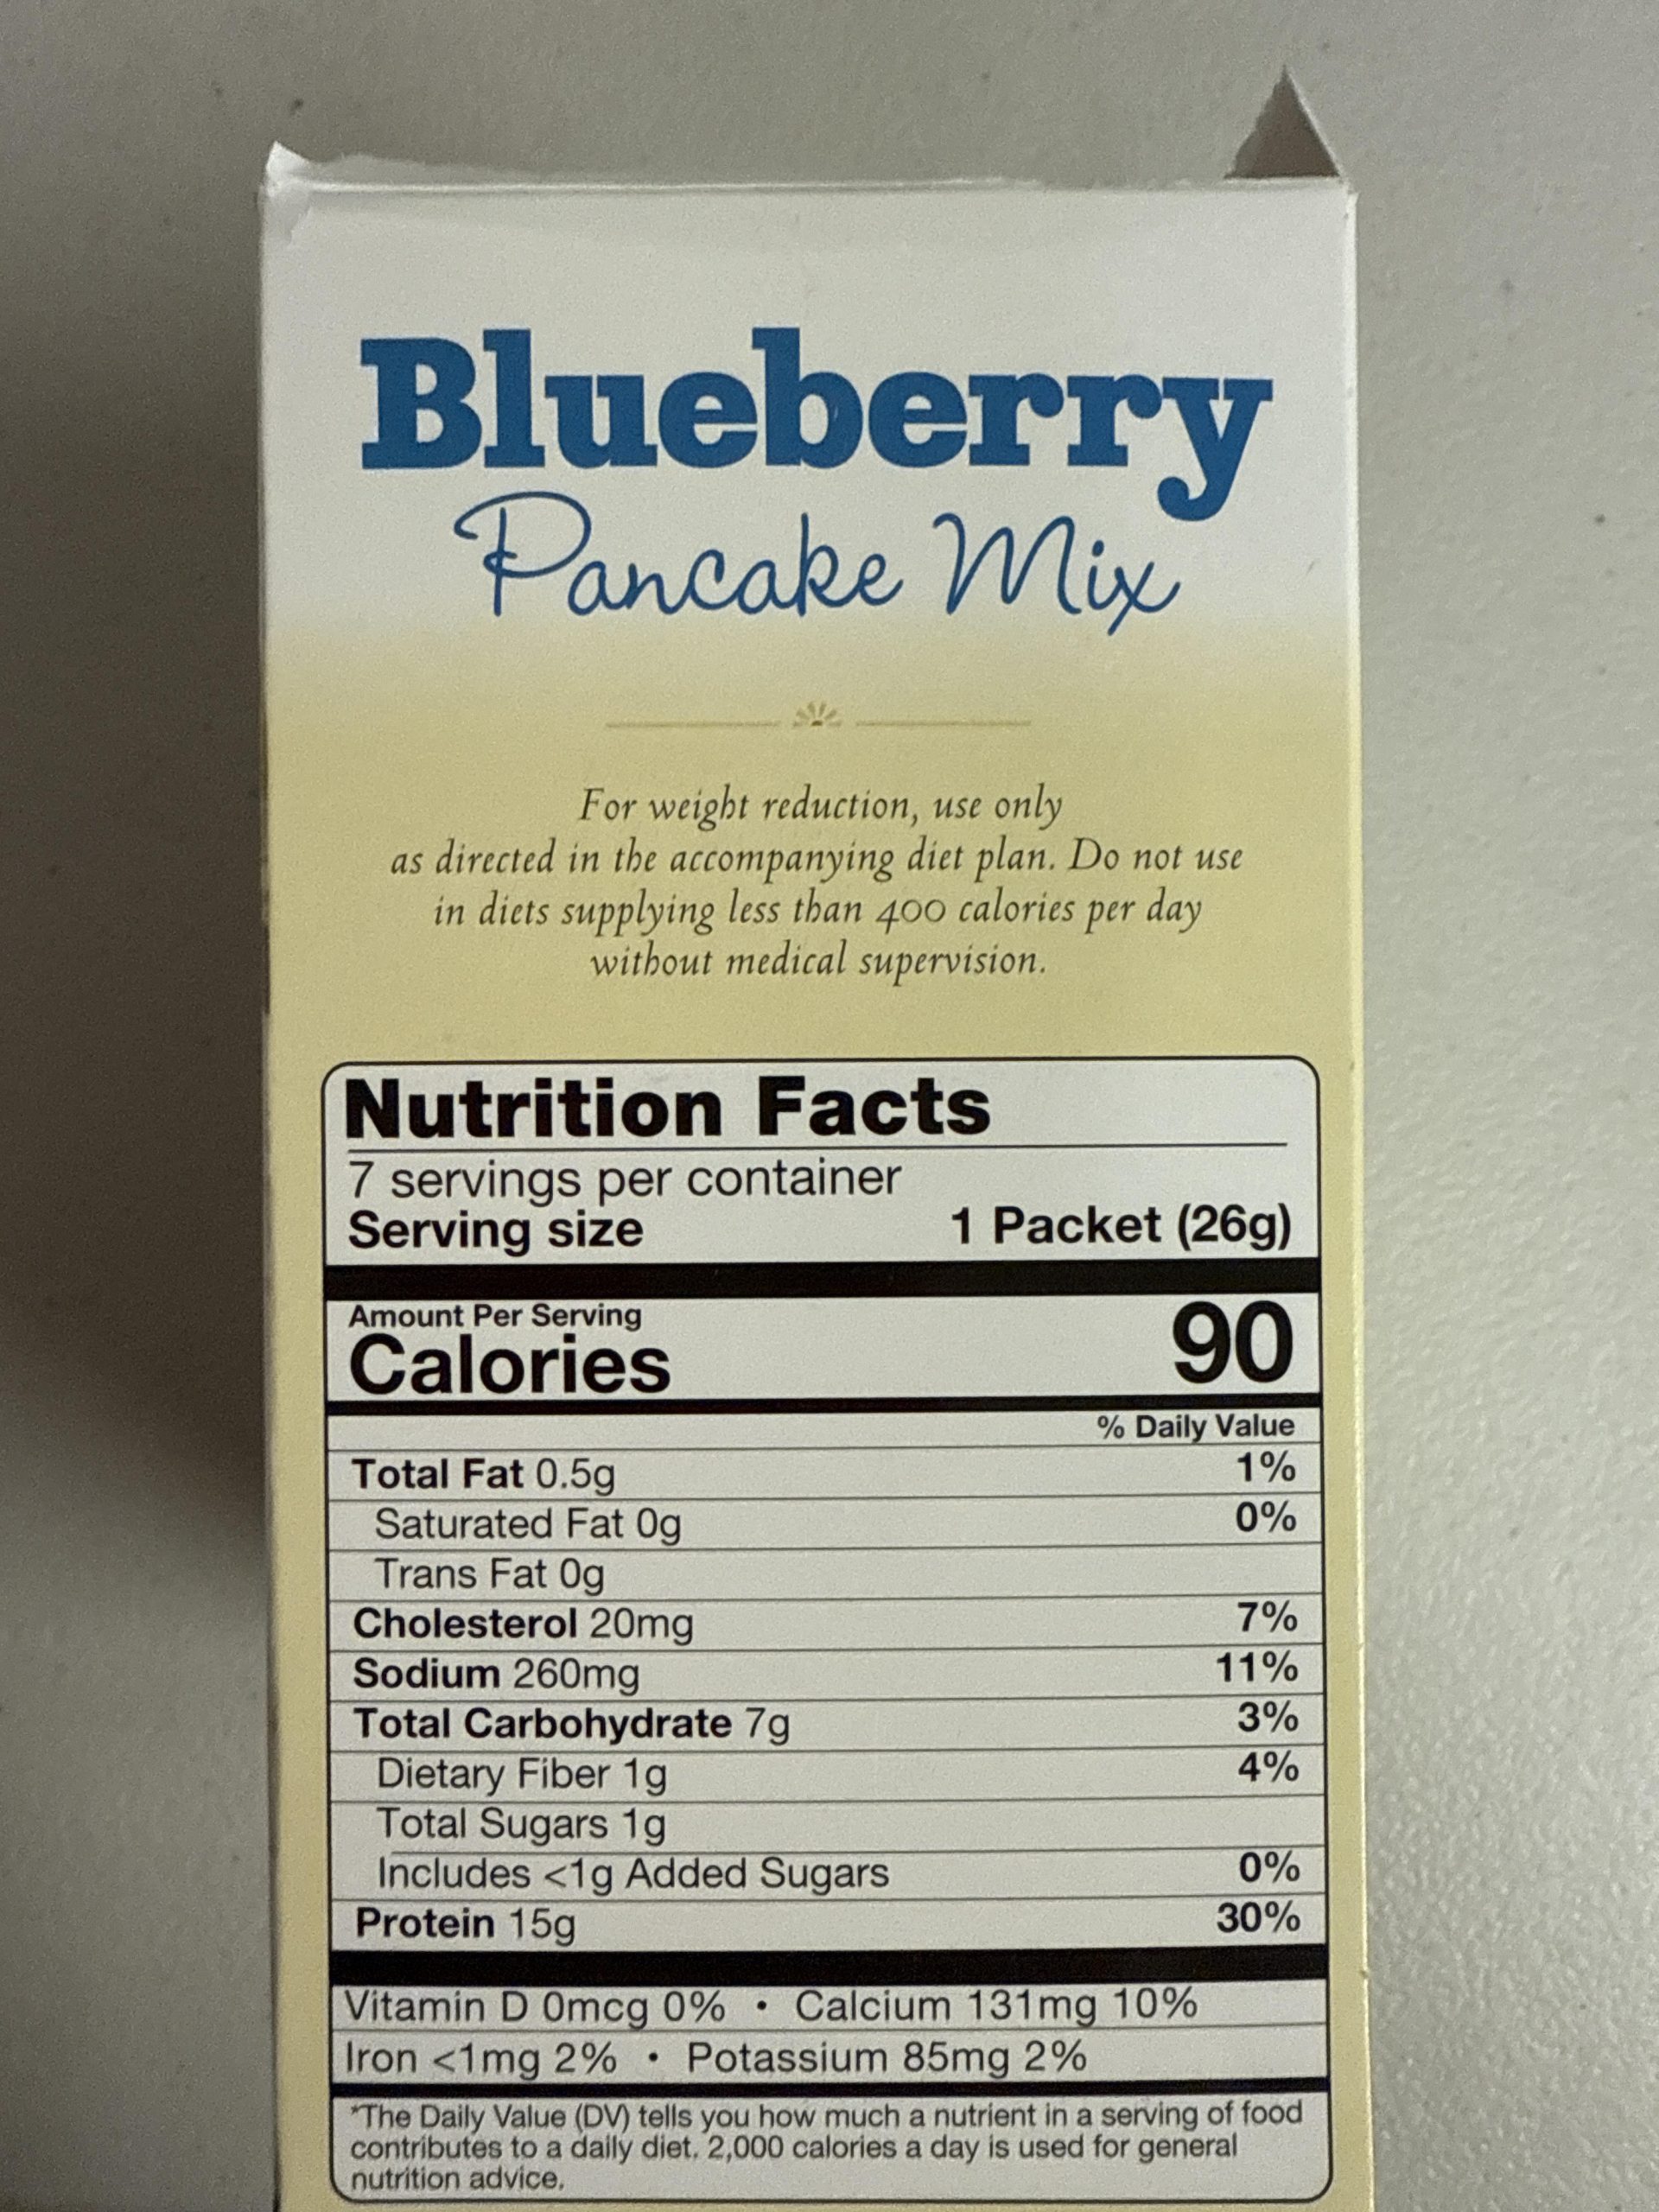 Blueberry
Pancake Mix
For weight reduction, use only
as directed in the accompanying diet plan. Do not use
in diets supplying less than 400 calories per day
without medical supervision.
Nutrition Facts
7 servings per container
Serving size 1 Packet (26g)
Amount Per Serving
Calories 90
% Daily Value
Total Fat 0.5g 1%
Saturated Fat 0g 0%
Trans Fat 0g
Cholesterol 20mg 7%
Sodium 260mg 11%
Total Carbohydrate 7g 3%
Dietary Fiber 1g 4%
Total Sugars 1g
Includes <1g Added Sugars 0%
Protein 15g 30%
Vitamin D 0mcg 0% • Calcium 131mg 10%
Iron <1mg 2% • Potassium 85mg 2%
*The Daily Value (DV) tells you how much a nutrient in a serving of food
contributes to a daily diet. 2,000 calories a day is used for general
nutrition advice.